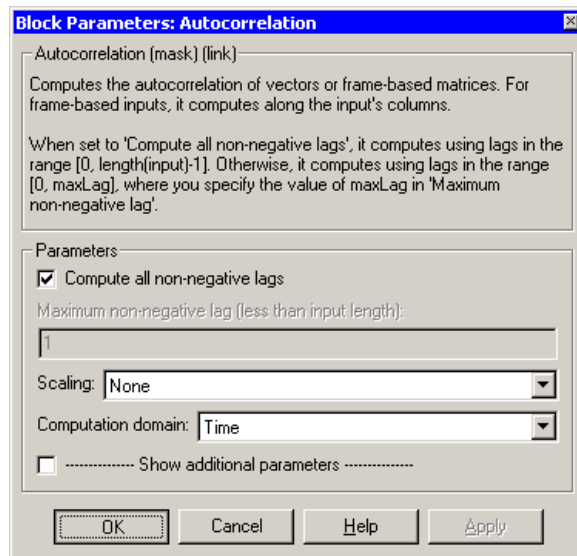 Block Parameters: Autocorrelation
Autocorrelation (mask) (link)
Computes the autocorrelation of vectors or frame-based matrices. For
frame-based inputs, it computes along the input's columns.
When set to 'Compute all non-negative lags', it computes using lags in the
range [0, length(input)-1]. Otherwise, it computes using lags in the range
[0, maxLag], where you specify the value of maxLag in 'Maximum
non-negative lag'.
Parameters
Compute all non-negative lags
Maximum non-negative lag (less than input length):
1
Scaling: None
Computation domain: Time
-------------- Show additional parameters --------------
OK Cancel Help Apply